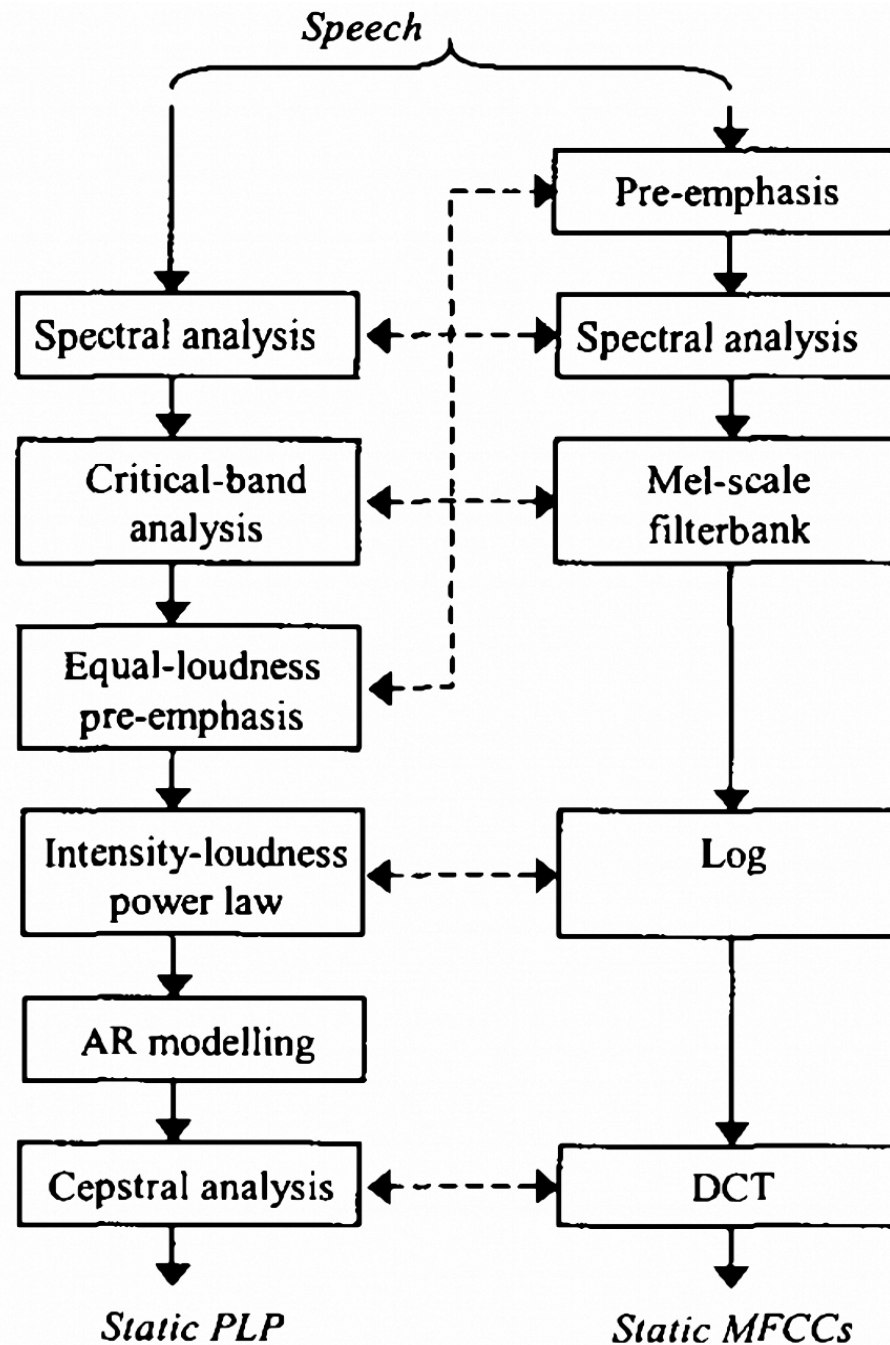 Speech
Pre-emphasis
Spectral analysis
Spectral analysis
Critical-band
analysis
Mel-scale
filterbank
Equal-loudness
pre-emphasis
Intensity-loudness
power law
Log
AR modelling
Cepstral analysis
DCT
Static PLP
Static MFCCs